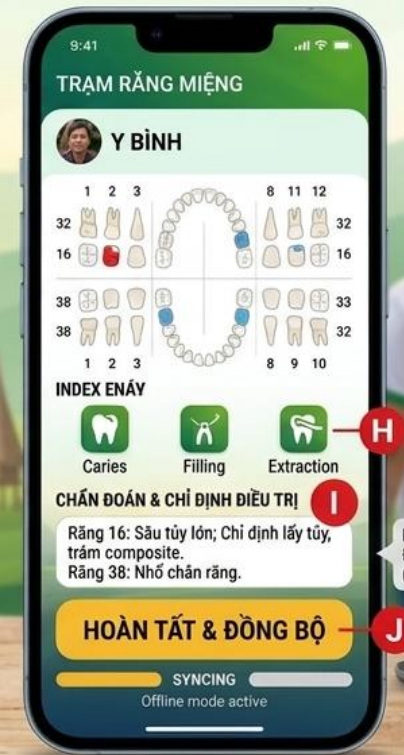 9:41
TRẠM RĂNG MIỆNG
Y BÌNH
1 2 3 8 11 12
32 32
16 16
38 33
38 32
1 2 3 8 9 10
INDEX ENÁY
Caries Filling Extraction
H
CHẨN ĐOÁN & CHỈ ĐỊNH ĐIỀU TRỊ
I
Răng 16: Sãu tủy lớn; Chỉ định lấy tủy,
trám composite.
Răng 38: Nhổ chân răng.
HOÀN TẤT & ĐỒNG BỘ
J
SYNCING
Offline mode active